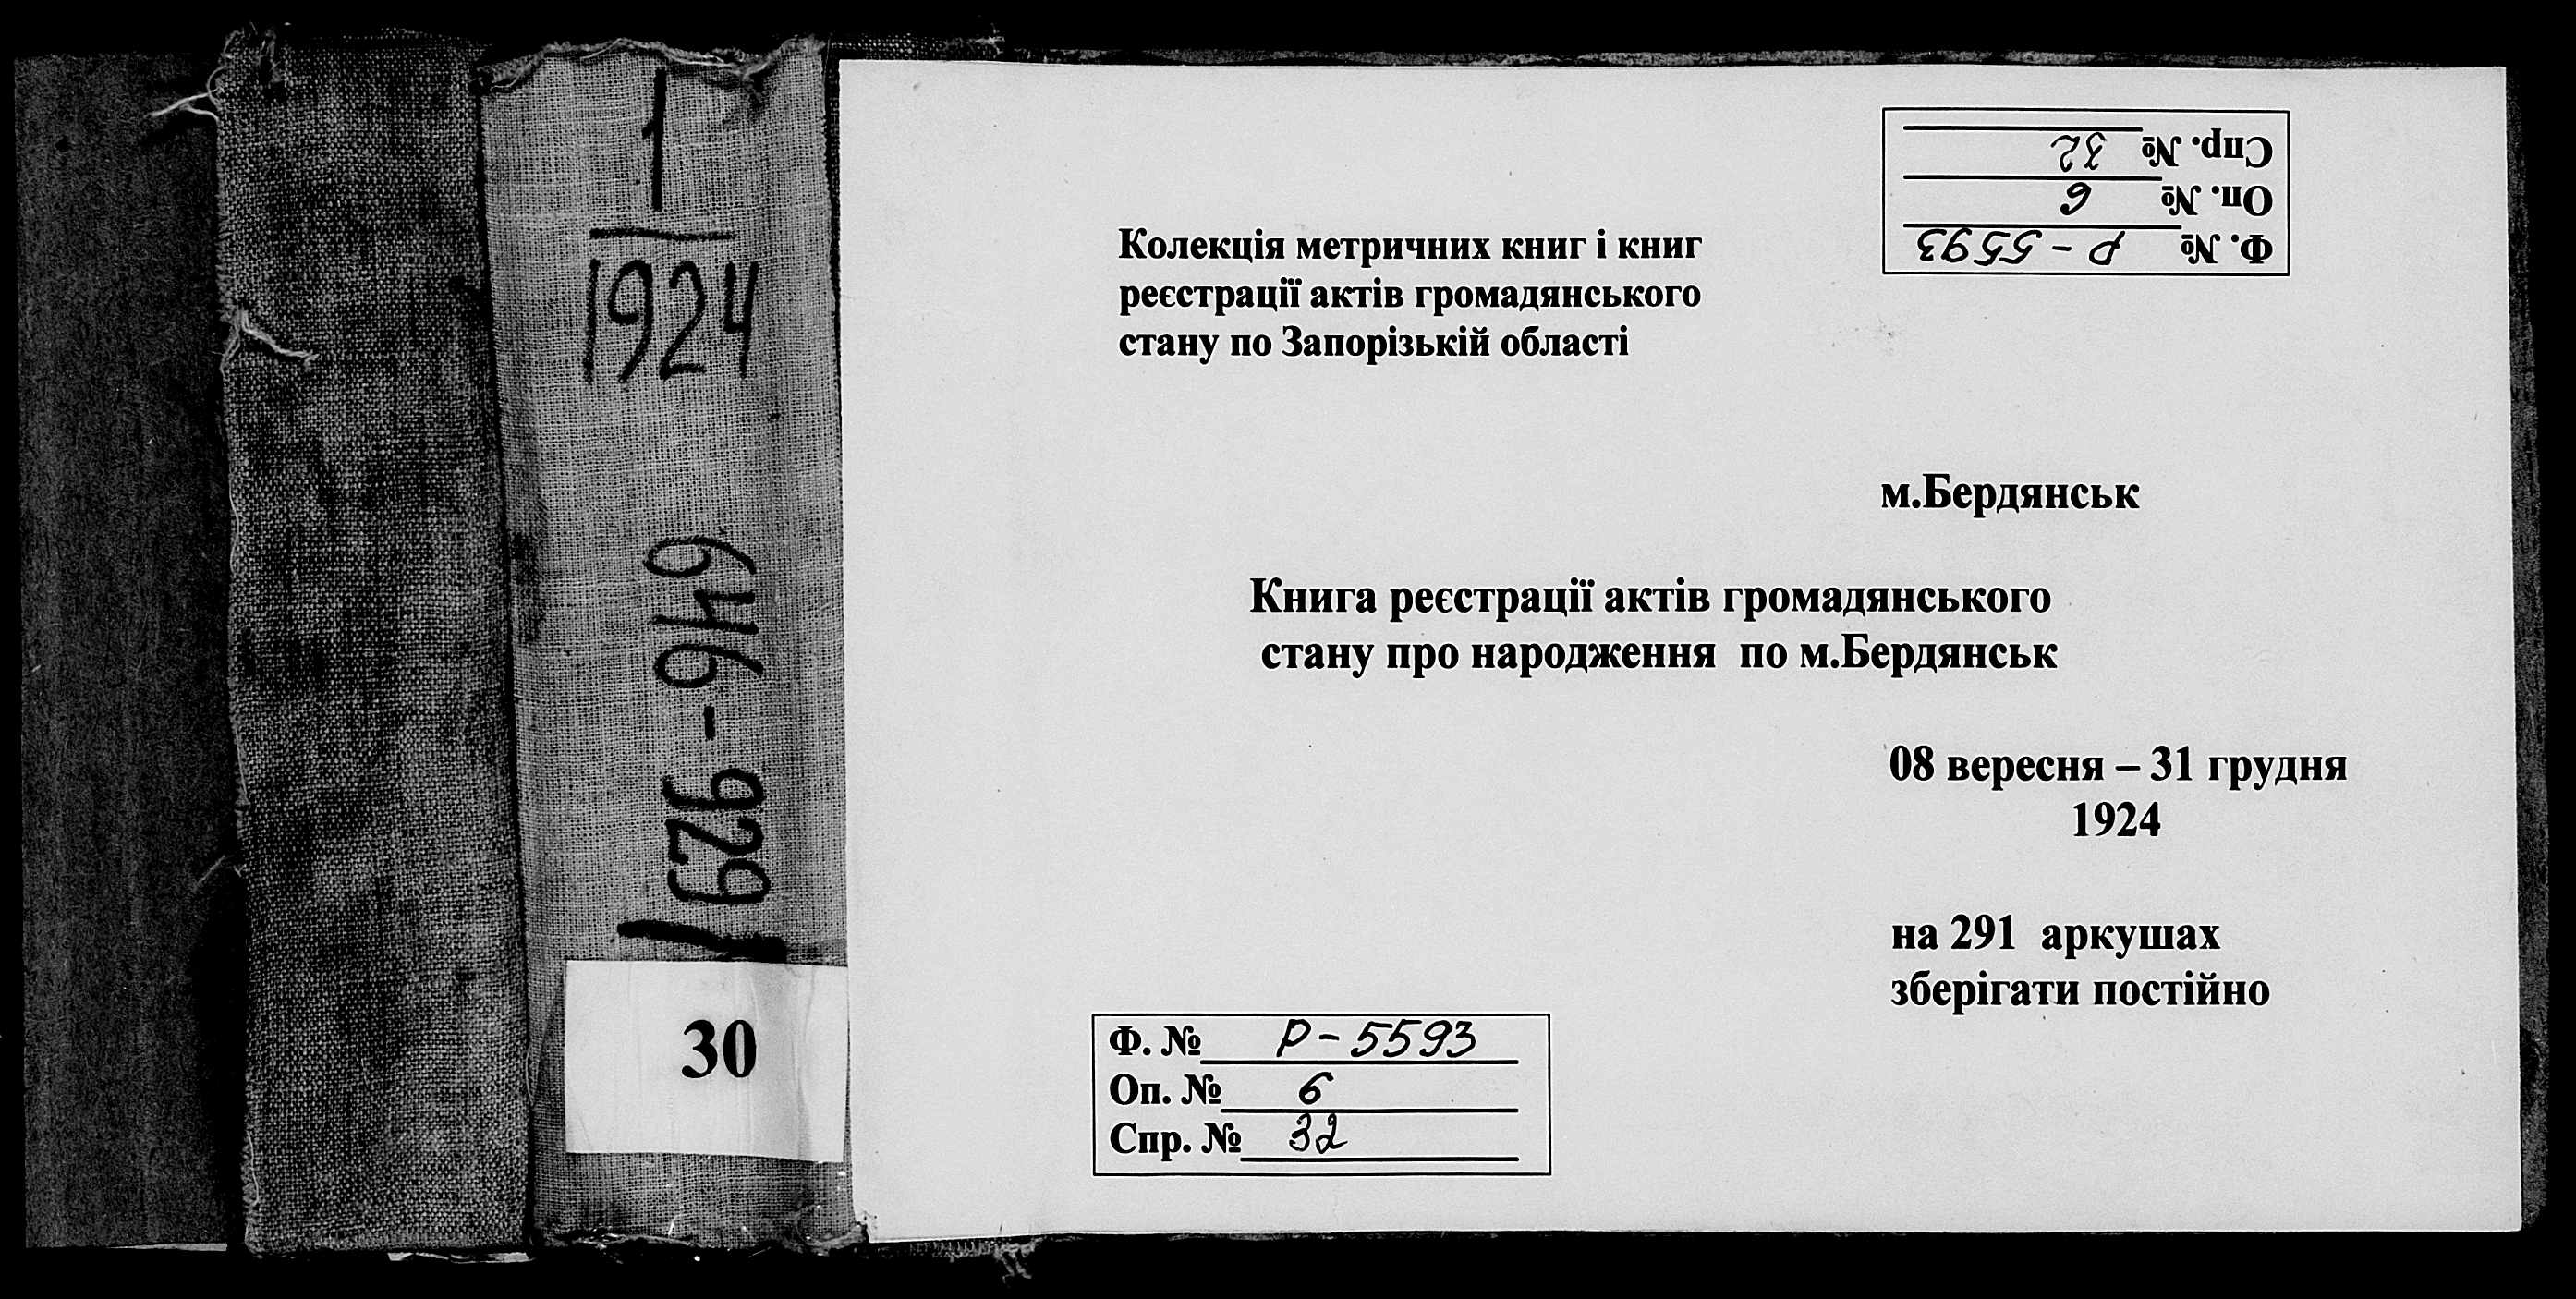 1
1924
646-929
30
Колекція метричних книг і книг
реєстрації актів громадянського
стану по Запорізькій області
Ф. № Р-5593
Оп. № 6
Спр. № 32
м.Бердянськ
Книга реєстрації актів громадянського
стану про народження по м.Бердянськ
08 вересня – 31 грудня
1924
на 291 аркушах
зберігати постійно
Ф. № Р-5593
Оп. № 6
Спр. № 32